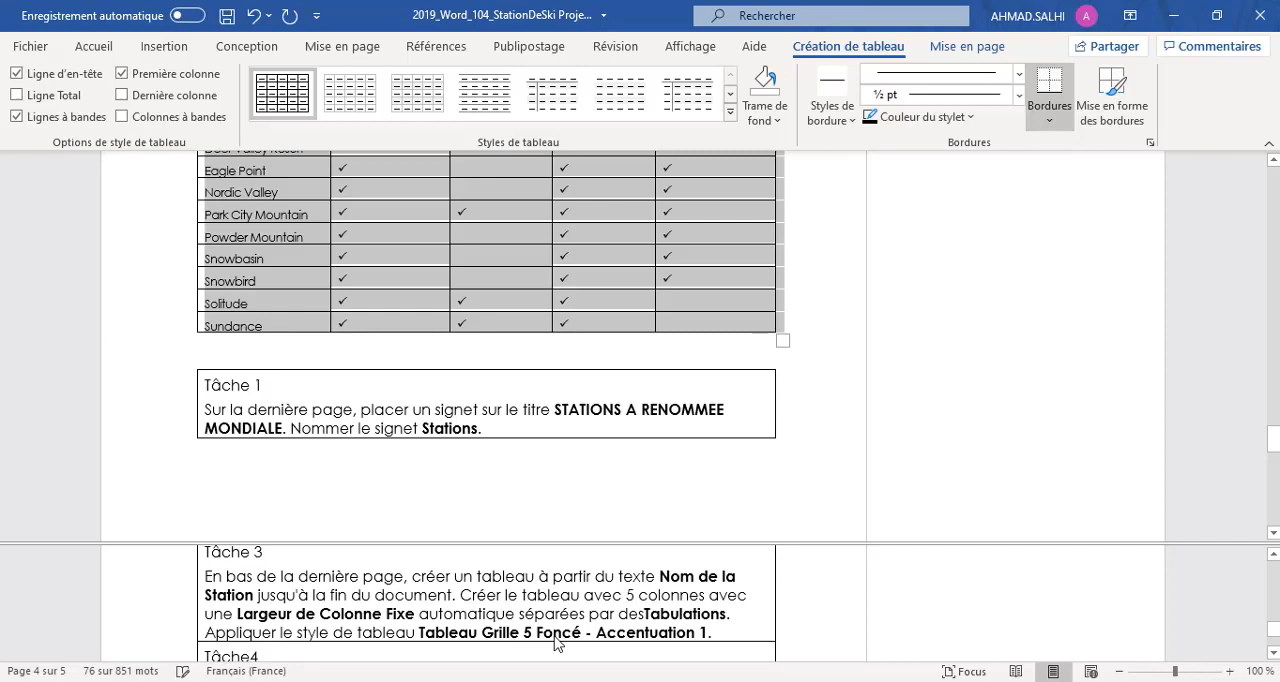 Enregistrement automatique
2019_Word_104_StationDeSki Proje...
Rechercher
AHMAD.SALHI
A
Fichier Accueil Insertion Conception Mise en page Références Publipostage Révision Affichage Aide Création de tableau Mise en page Partager Commentaires
Ligne d'en-tête Première colonne
Ligne Total Dernière colonne
Lignes à bandes Colonnes à bandes
Options de style de tableau
Styles de tableau
Trame de fond
Styles de bordure
½ pt
Couleur du stylet
Bordures
Mise en forme des bordures
Bordures
Deer Valley Resort
Eagle Point ✓ ✓ ✓
Nordic Valley ✓ ✓ ✓
Park City Mountain ✓ ✓ ✓ ✓
Powder Mountain ✓ ✓ ✓
Snowbasin ✓ ✓ ✓
Snowbird ✓ ✓ ✓
Solitude ✓ ✓ ✓
Sundance ✓ ✓ ✓
Tâche 1
Sur la dernière page, placer un signet sur le titre STATIONS A RENOMMEE
MONDIALE. Nommer le signet Stations.
Tâche 3
En bas de la dernière page, créer un tableau à partir du texte Nom de la
Station jusqu'à la fin du document. Créer le tableau avec 5 colonnes avec
une Largeur de Colonne Fixe automatique séparées par desTabulations.
Appliquer le style de tableau Tableau Grille 5 Foncé - Accentuation 1.
Tâche4
Page 4 sur 5 76 sur 851 mots Français (France) Focus 100 %